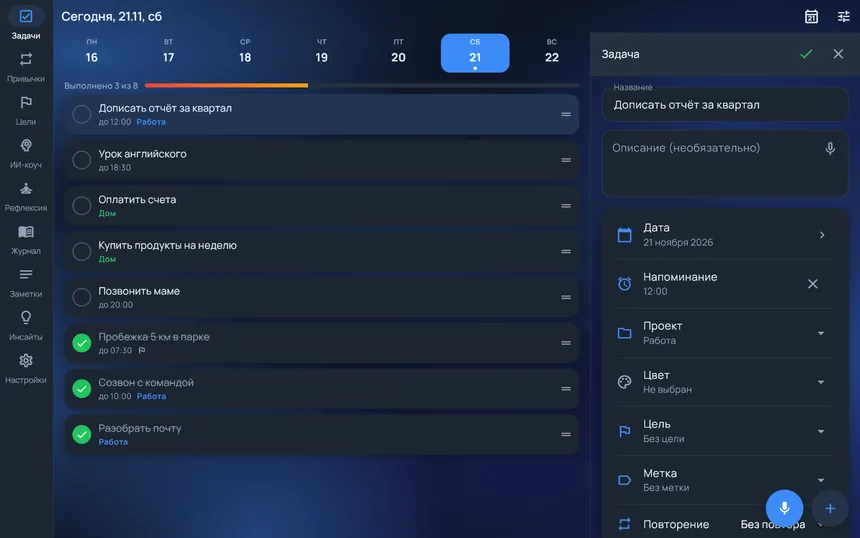 Задачи
Привычки
Цели
ИИ-коуч
Рефлексия
Журнал
Заметки
Инсайты
Настройки
Сегодня, 21.11, сб
21
ПН ВТ СР ЧТ ПТ СБ ВС
16 17 18 19 20 21 22
Выполнено 3 из 8
Дописать отчёт за квартал
до 12:00 Работа
Урок английского
до 18:30
Оплатить счета
Дом
Купить продукты на неделю
Дом
Позвонить маме
до 20:00
Пробежка 5 км в парке
до 07:30
Созвон с командой
до 10:00 Работа
Разобрать почту
Работа
Задача
Название
Дописать отчёт за квартал
Описание (необязательно)
Дата
21 ноября 2026
Напоминание
12:00
Проект
Работа
Цвет
Не выбран
Цель
Без цели
Метка
Без метки
Повторение Без повтора